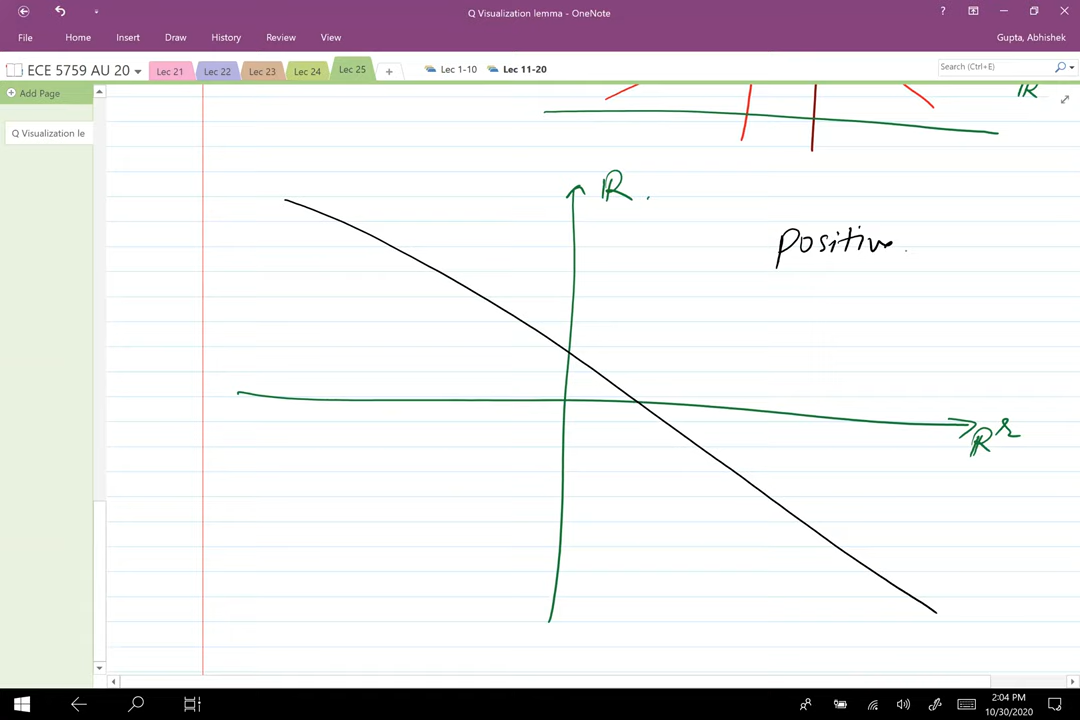 Q Visualization lemma - OneNote
?
File Home Insert Draw History Review View
Gupta, Abhishek
ECE 5759 AU 20
Lec 21 Lec 22 Lec 23 Lec 24 Lec 25 +
Lec 1-10 Lec 11-20
Search (Ctrl+E)
Add Page
Q Visualization le
ℝ
ℝ.
positive.
ℝ^r
2:04 PM
10/30/2020